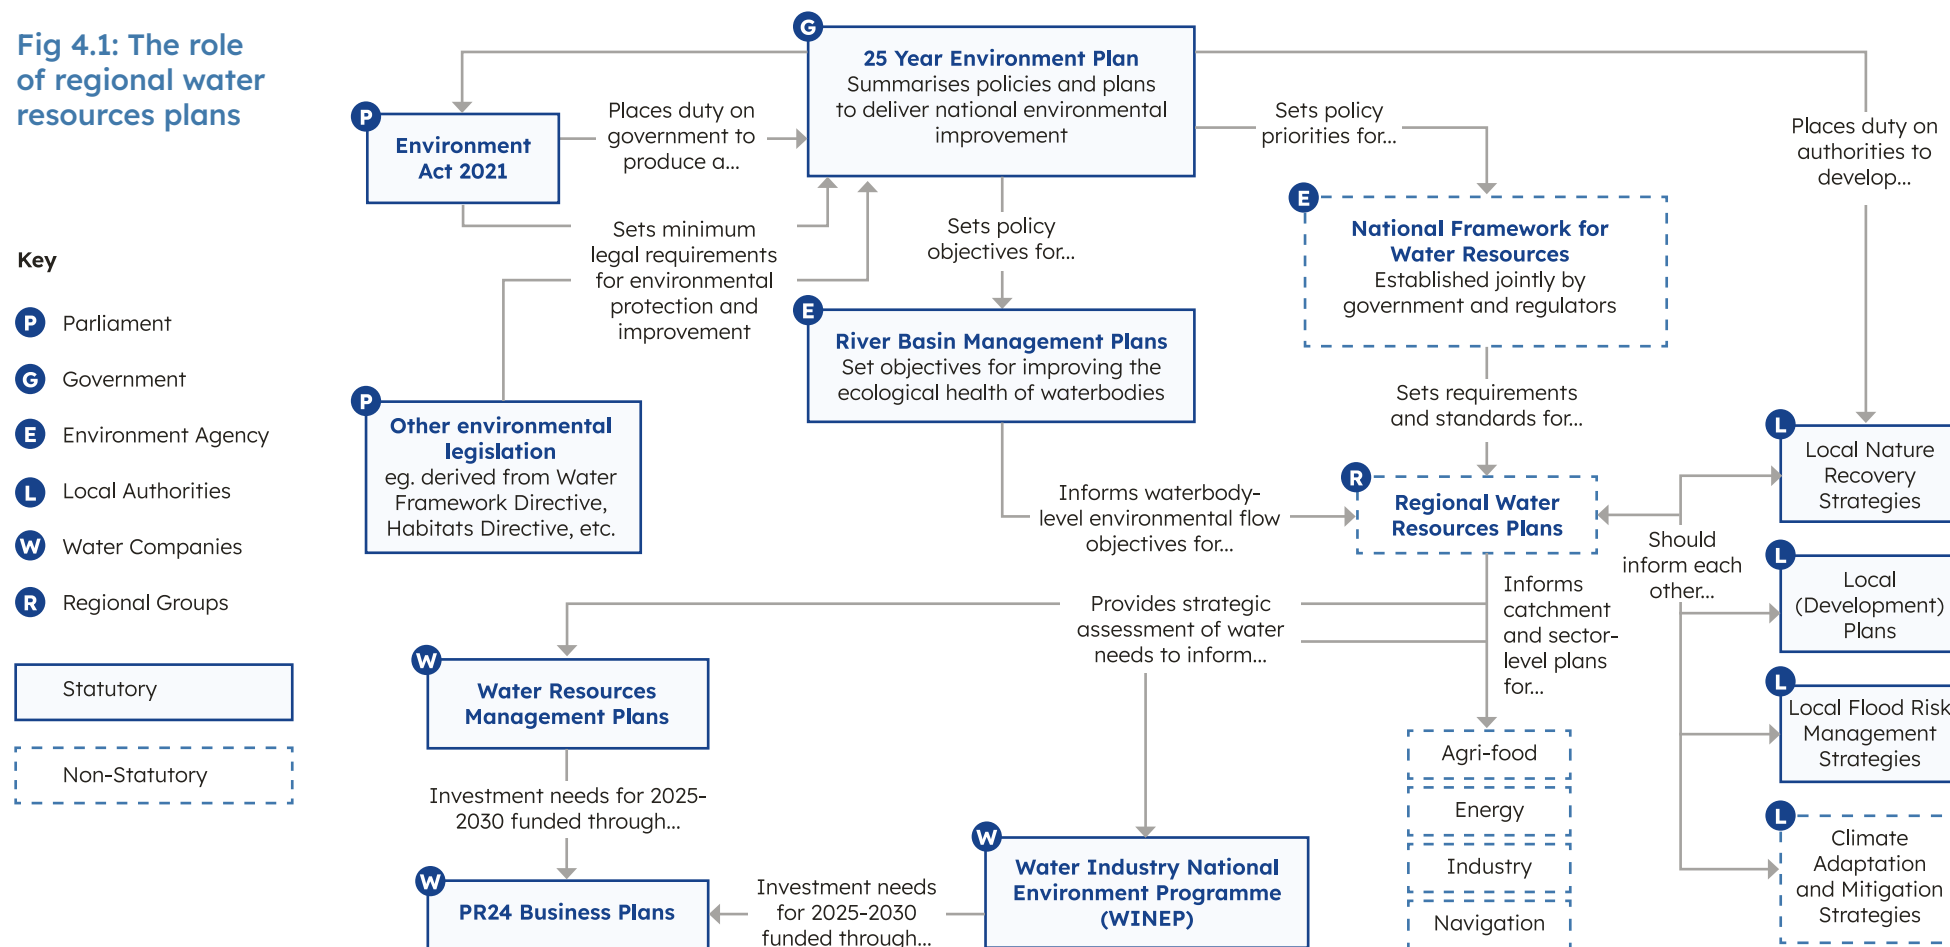 Fig 4.1: The role
of regional water
resources plans
Key
P Parliament
G Government
E Environment Agency
L Local Authorities
W Water Companies
R Regional Groups
Statutory
Non-Statutory
G
25 Year Environment Plan
Summarises policies and plans
to deliver national environmental
improvement
P
Environment
Act 2021
Places duty on
government to
produce a...
Sets minimum
legal requirements
for environmental
protection and
improvement
P
Other environmental
legislation
eg. derived from Water
Framework Directive,
Habitats Directive, etc.
Sets policy
objectives for...
E
River Basin Management Plans
Set objectives for improving the
ecological health of waterbodies
Sets policy
priorities for...
E
National Framework for
Water Resources
Established jointly by
government and regulators
Sets requirements
and standards for...
Places duty on
authorities to
develop...
Informs waterbody-
level environmental flow
objectives for...
R
Regional Water
Resources Plans
Should
inform each
other...
L
Local Nature
Recovery
Strategies
L
Local
(Development)
Plans
L
Local Flood Risk
Management
Strategies
L
Climate
Adaptation
and Mitigation
Strategies
Provides strategic
assessment of water
needs to inform...
Informs
catchment
and sector-
level plans
for...
Agri-food
Energy
Industry
Navigation
W
Water Resources
Management Plans
Investment needs for 2025-
2030 funded through...
W
PR24 Business Plans
Investment needs
for 2025-2030
funded through...
W
Water Industry National
Environment Programme
(WINEP)